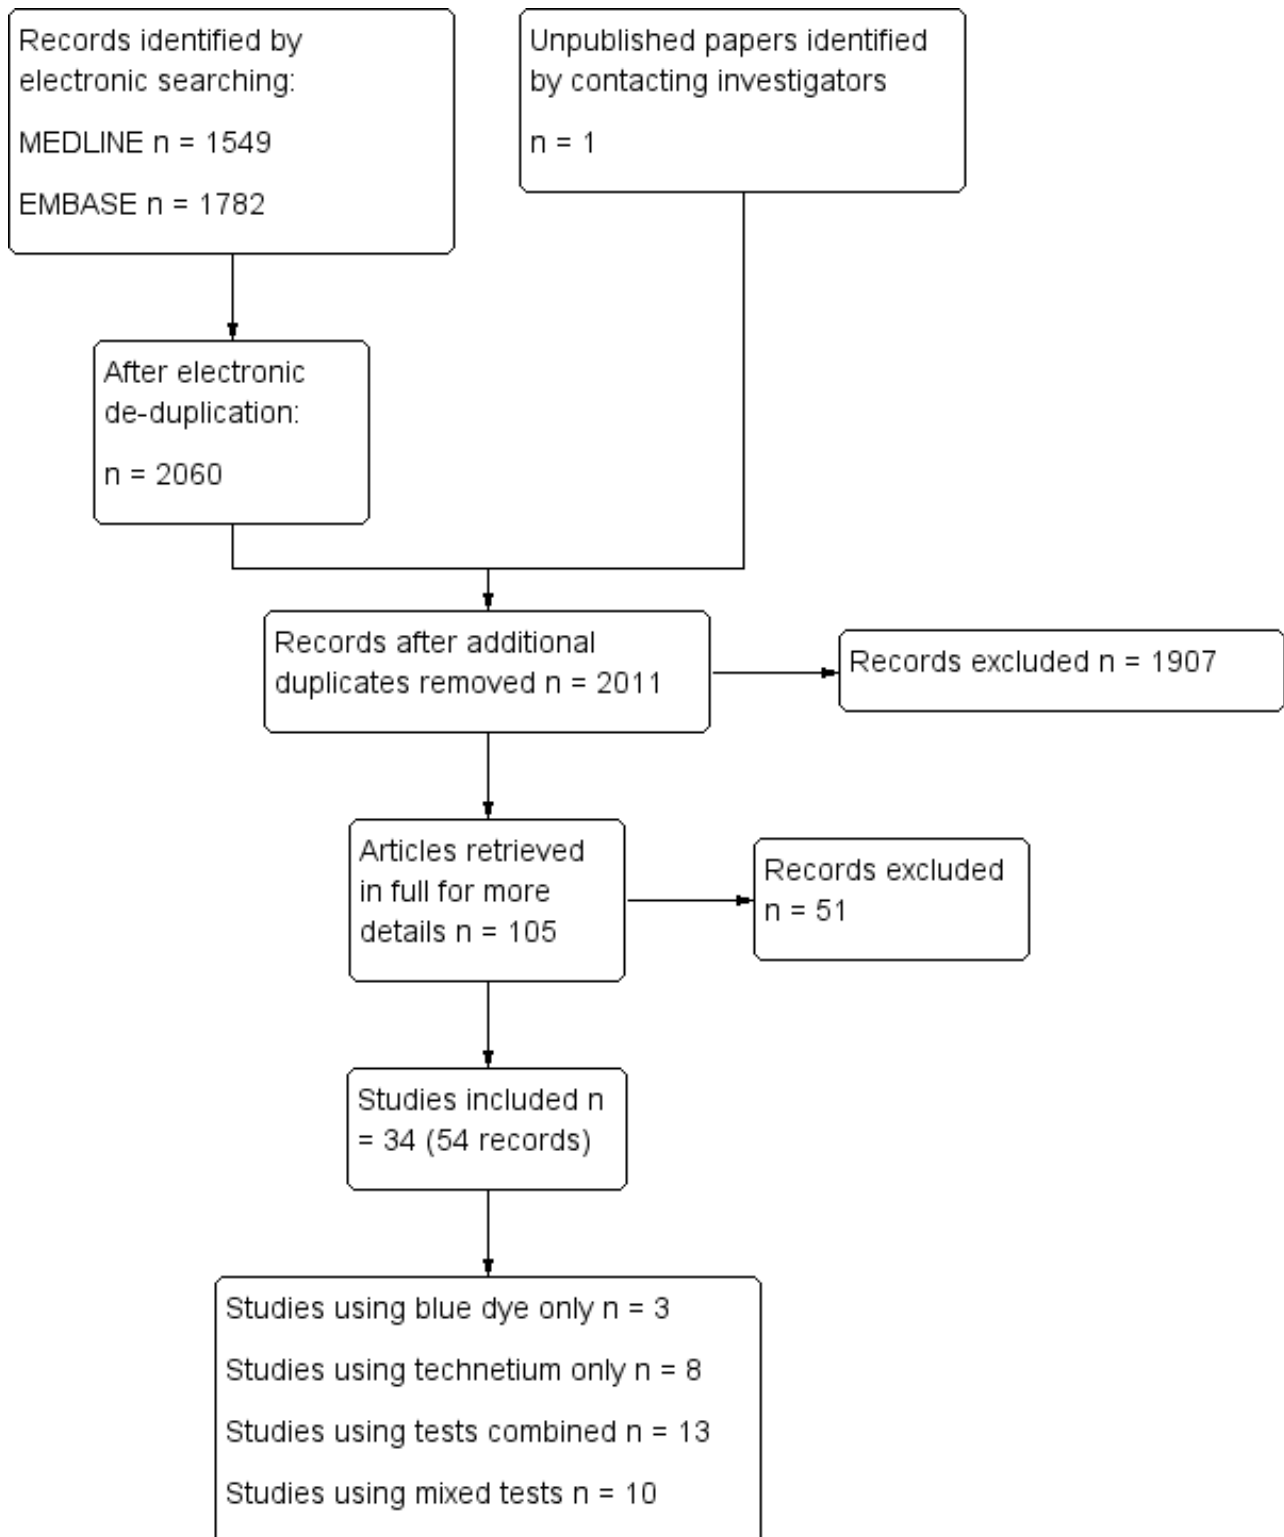 Records identified by
electronic searching:
MEDLINE n = 1549
EMBASE n = 1782
Unpublished papers identified
by contacting investigators
n = 1
After electronic
de-duplication:
n = 2060
Records after additional
duplicates removed n = 2011
Records excluded n = 1907
Articles retrieved
in full for more
details n = 105
Records excluded
n = 51
Studies included n
= 34 (54 records)
Studies using blue dye only n = 3
Studies using technetium only n = 8
Studies using tests combined n = 13
Studies using mixed tests n = 10